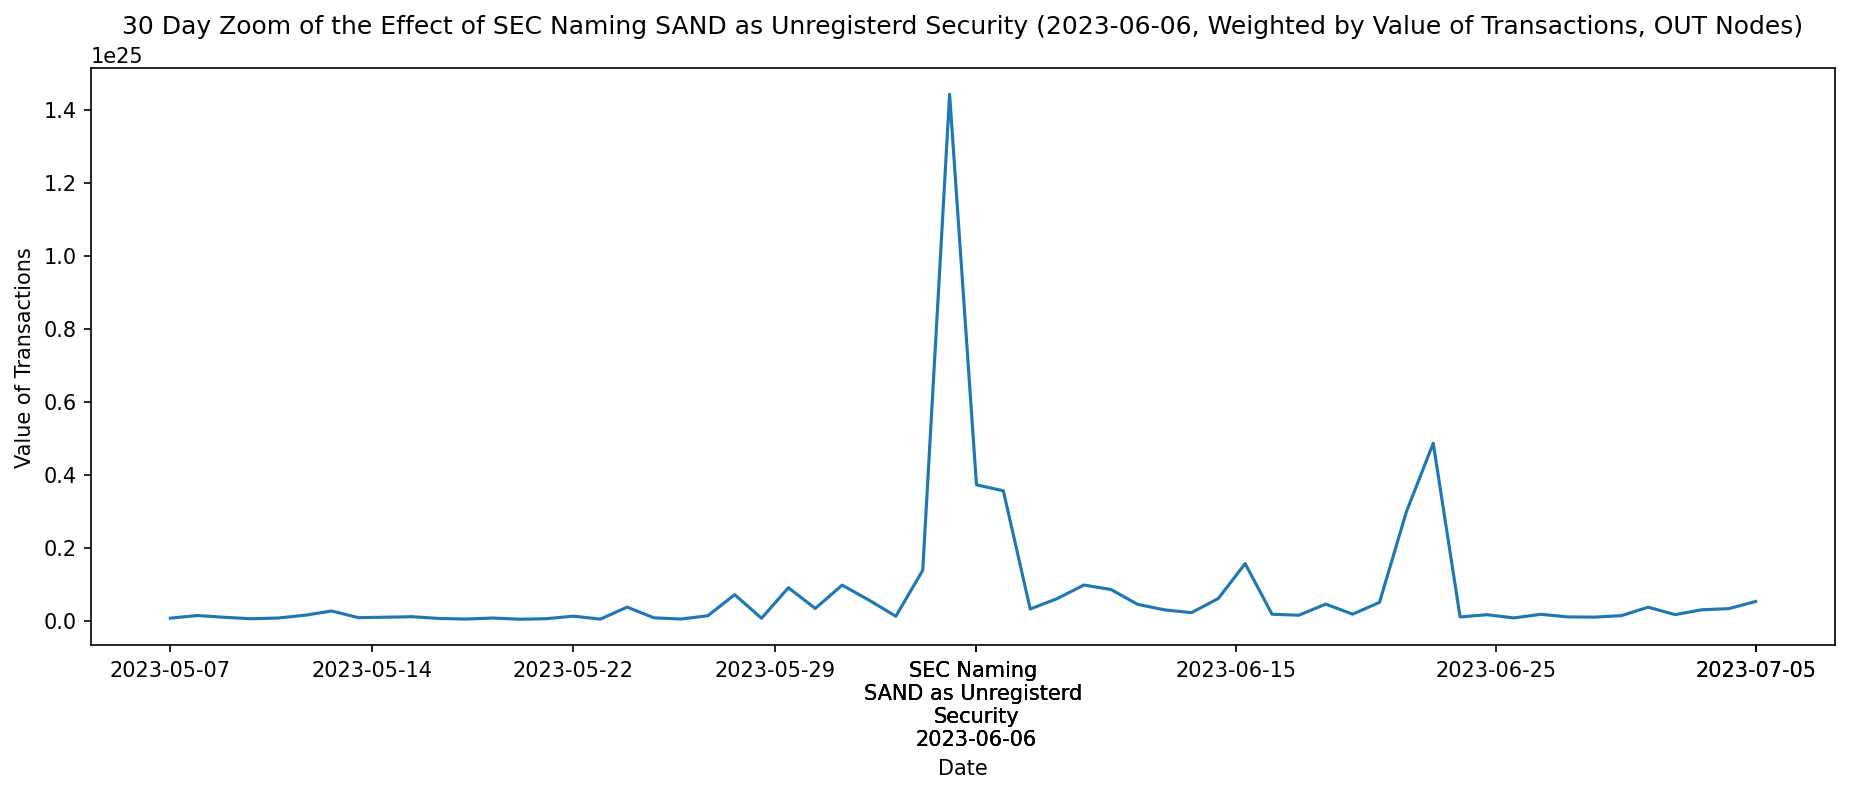 30 Day Zoom of the Effect of SEC Naming SAND as Unregisterd Security (2023-06-06, Weighted by Value of Transactions, OUT Nodes)
1e25
1.4
1.2
1.0
0.8
0.6
0.4
0.2
0.0
Value of Transactions
2023-05-07 2023-05-14 2023-05-22 2023-05-29 SEC Naming 2023-06-15 2023-06-25 2023-07-05
SAND as Unregisterd
Security
2023-06-06
Date